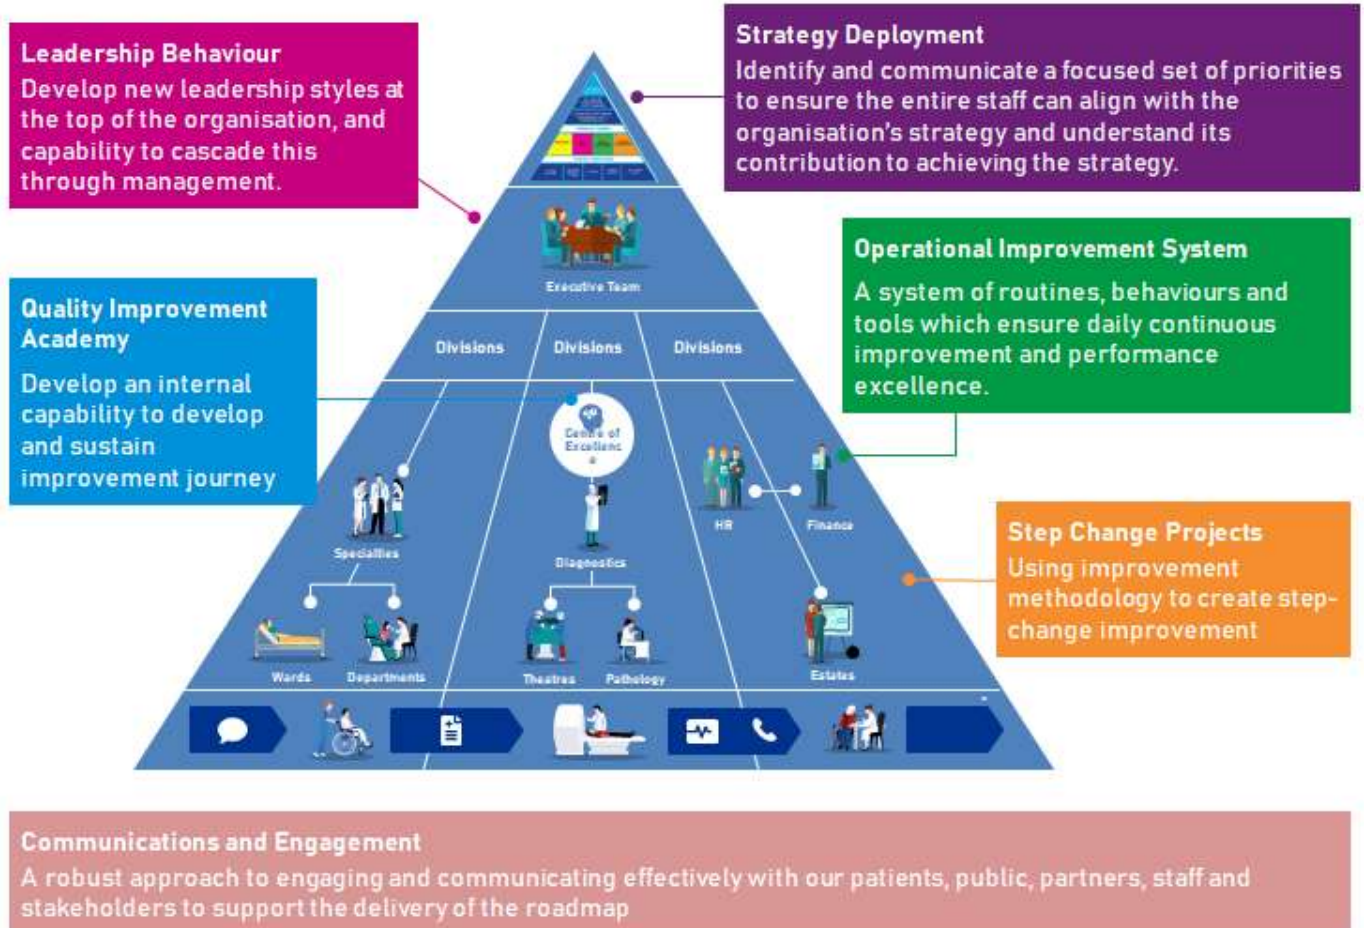 Leadership Behaviour
Develop new leadership styles at
the top of the organisation, and
capability to cascade this
through management.
Strategy Deployment
Identify and communicate a focused set of priorities
to ensure the entire staff can align with the
organisation's strategy and understand its
contribution to achieving the strategy.
Executive Team
Operational Improvement System
A system of routines, behaviours and
tools which ensure daily continuous
improvement and performance
excellence.
Quality Improvement
Academy
Develop an internal
capability to develop
and sustain
improvement journey
Divisions
Divisions
Divisions
Centre of
Excellenc
e
Specialties
Diagnostics
HR
Finance
Step Change Projects
Using improvement
methodology to create step-
change improvement
Wards
Departments
Theatres
Pathology
Estates
Communications and Engagement
A robust approach to engaging and communicating effectively with our patients, public, partners, staff and
stakeholders to support the delivery of the roadmap